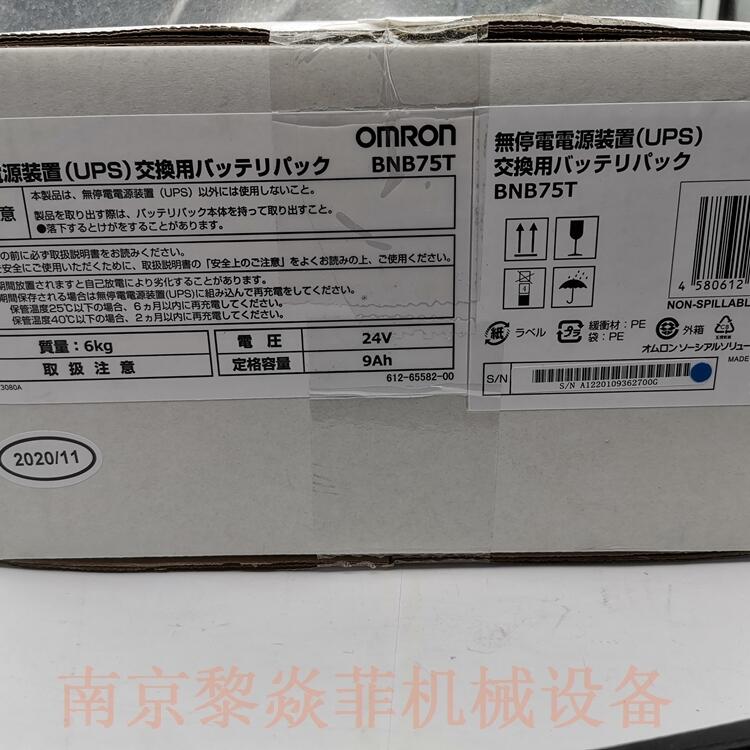 OMRON
電源装置(UPS)交換用バッテリパック BNB75T
意
本製品は、無停電電源装置(UPS)以外には使用しないこと。
製品を取り出す際は、バッテリパック本体を持って取り出すこと。
●落下するとけがをすることがあります。
の前に必ず取扱説明書をお読みください。
安全にご使用いただくために、取扱説明書の「安全上のご注意」をよくお読みの上、ご使用ください。
期間放置されますと自己放電により劣化することがあります。
期間保存される場合は無停電電源装置(UPS)に組み込んで再充電をしてください。
保管温度25℃以下の場合、6ヵ月以内に再充電してください。
保管温度40℃以下の場合、2ヵ月以内に再充電してください。
質量:6kg
電圧 24V
取扱注意
定格容量 9Ah
3080A
612-65582-00
2020/11
無停電電源装置(UPS)
交換用バッテリパック
BNB75T
4
4 580612
NON-SPILLABL
紙 ラベル
プラ 緩衝材:PE
袋:PE
外箱
オムロン ソーシアルソリュー
MADE
S/N
S/N A1220109362700G
南京黎焱菲机械设备